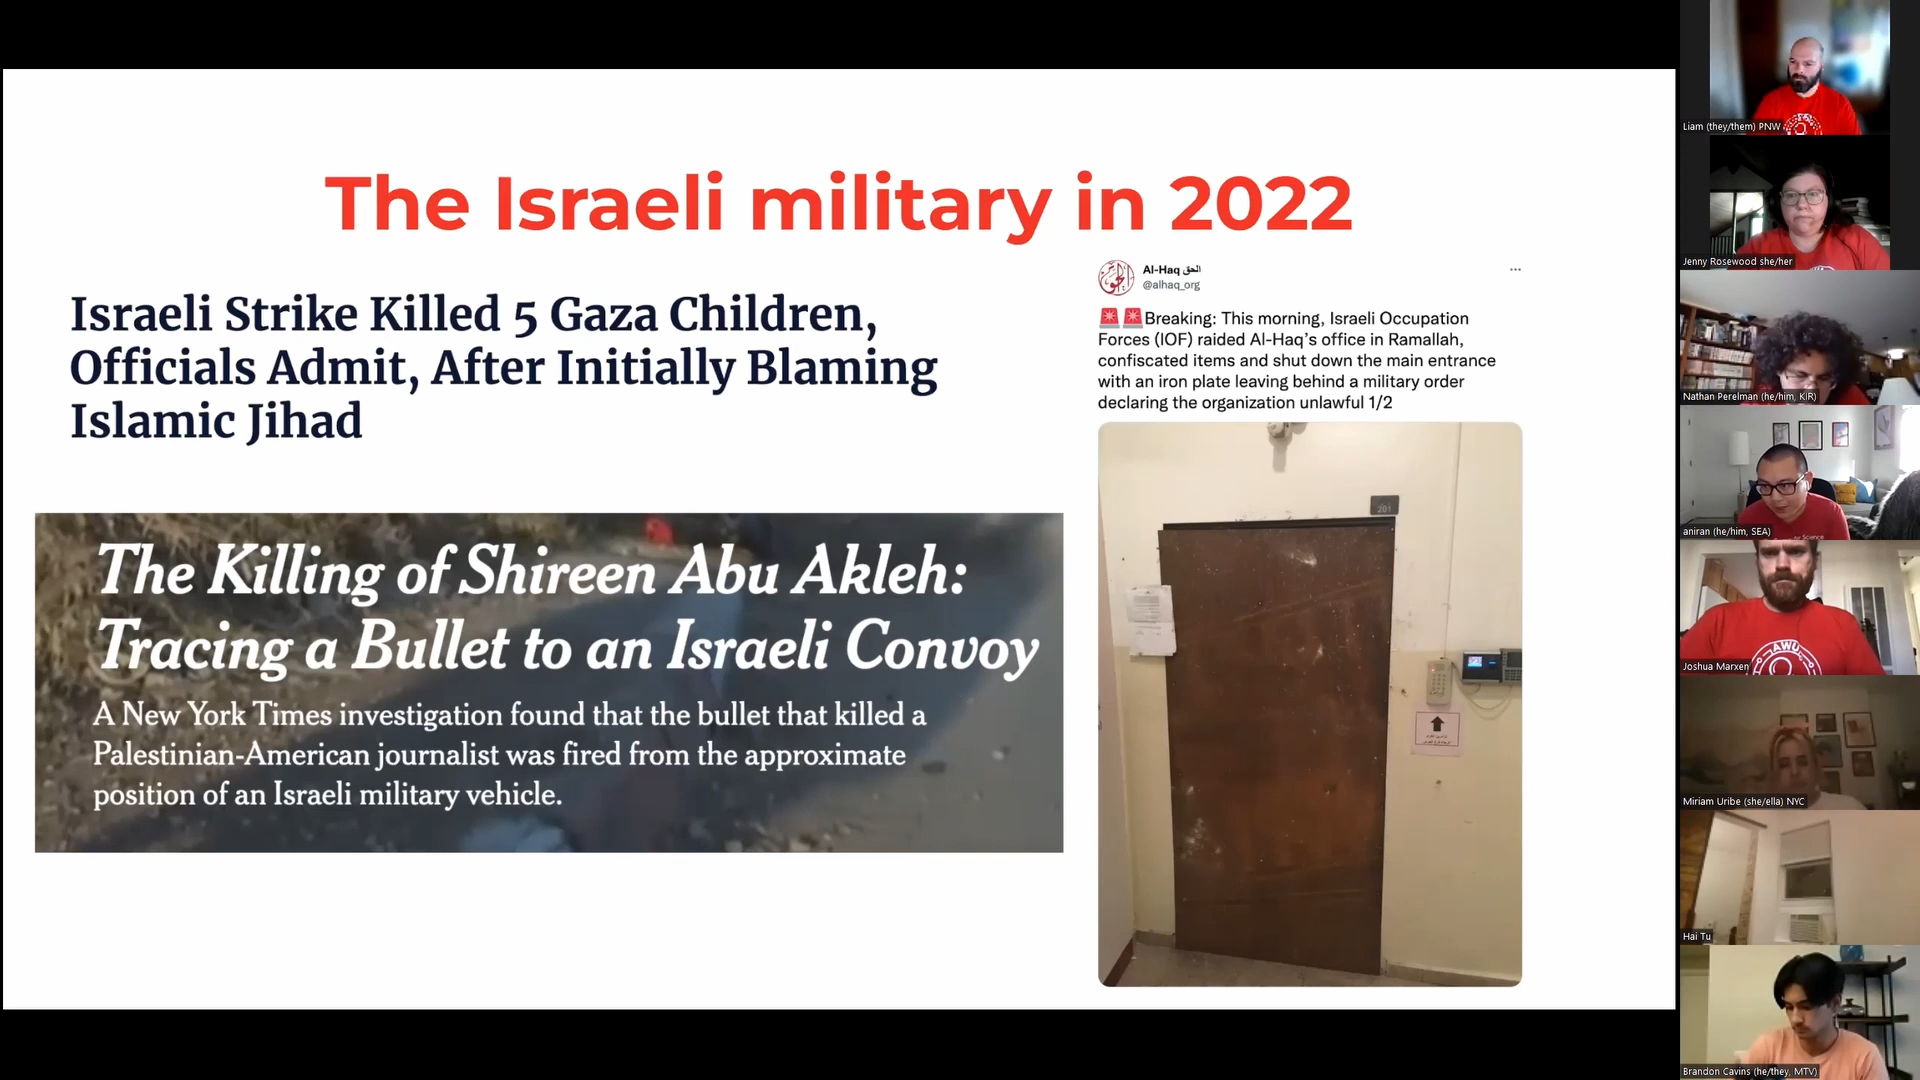 The Israeli military in 2022
Israeli Strike Killed 5 Gaza Children,
Officials Admit, After Initially Blaming
Islamic Jihad
The Killing of Shireen Abu Akleh:
Tracing a Bullet to an Israeli Convoy
A New York Times investigation found that the bullet that killed a
Palestinian-American journalist was fired from the approximate
position of an Israeli military vehicle.
Al-Haq الحق
@alhaq_org
🚨🚨Breaking: This morning, Israeli Occupation
Forces (IOF) raided Al-Haq's office in Ramallah,
confiscated items and shut down the main entrance
with an iron plate leaving behind a military order
declaring the organization unlawful 1/2
201
Liam (they/them) PNW
Jenny Rosewood she/her
Nathan Perelman (he/him, KIR)
aniran (he/him, SEA)
Science
Joshua Marxen
AWU
Miriam Uribe (she/ella) NYC
Hai Tu
Brandon Cavins (he/they, MTV)